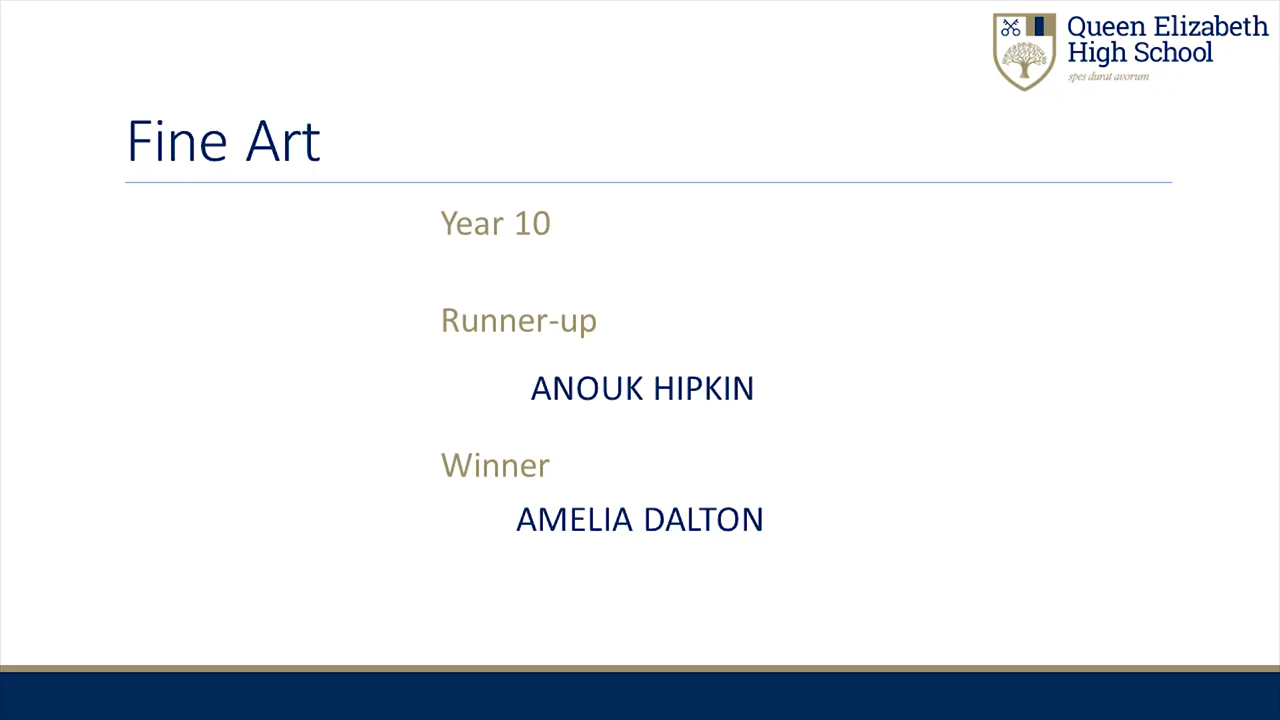 Queen Elizabeth
High School
spes durat avorum
Fine Art
Year 10
Runner-up
ANOUK HIPKIN
Winner
AMELIA DALTON